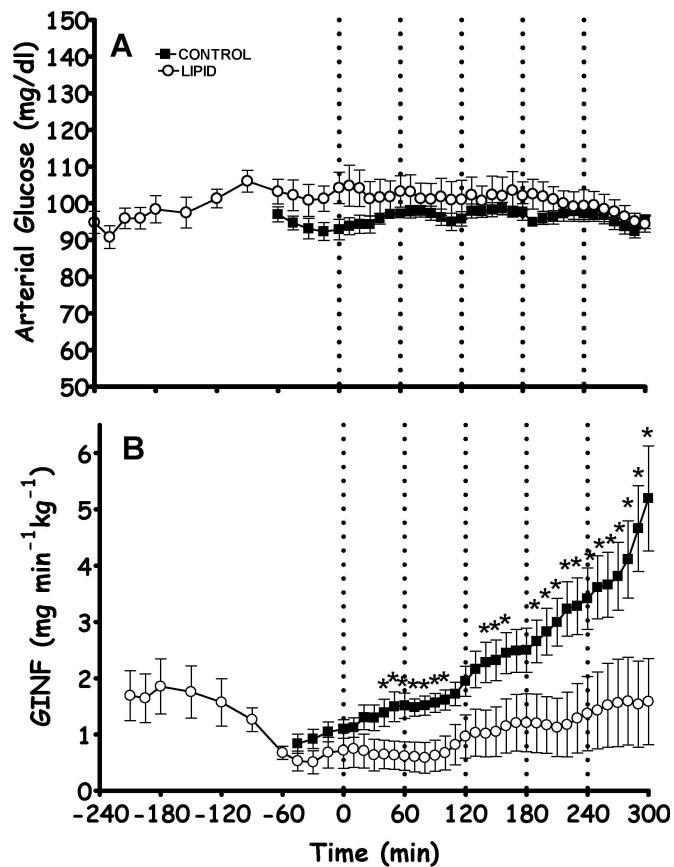 A
CONTROL
LIPID
Arterial Glucose (mg/dl)
150
140
130
120
110
100
90
80
70
60
50
B
GINF (mg min⁻¹kg⁻¹)
6
5
4
3
2
1
0
* * * * * * * * * * * * * * * * * * * * * *
-240 -180 -120 -60 0 60 120 180 240 300
Time (min)